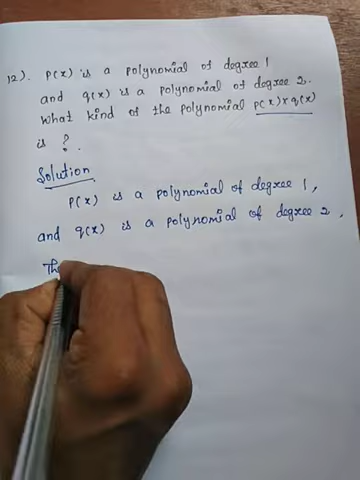 12). P(x) is a polynomial of degree 1
and q(x) is a polynomial of degree 2.
What kind of the polynomial P(x) x q(x)
is ?
Solution
P(x) is a polynomial of degree 1,
and q(x) is a polynomial of degree 2,
The